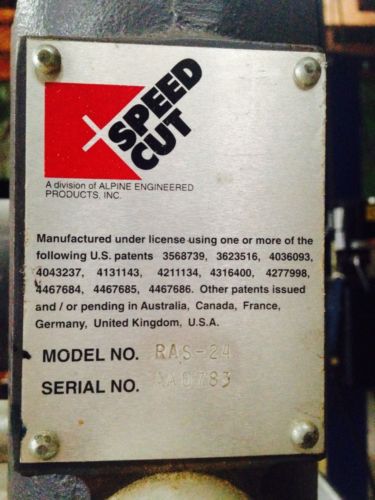 SPEED
CUT
A division of ALPINE ENGINEERED
PRODUCTS, INC.
Manufactured under license using one or more of the
following U.S. patents 3568739, 3623516, 4036093,
4043237, 4131143, 4211134, 4316400, 4277998,
4467684, 4467685, 4467686. Other patents issued
and / or pending in Australia, Canada, France,
Germany, United Kingdom, U.S.A.
MODEL NO. RAS-24
SERIAL NO. AA0783